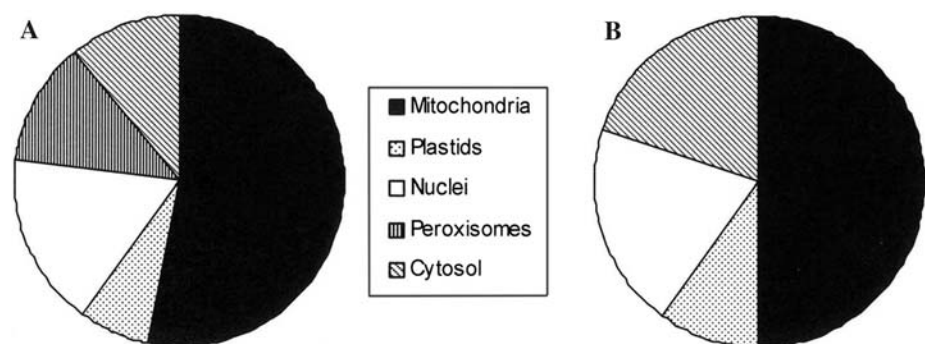 A
B
Mitochondria
Plastids
Nuclei
Peroxisomes
Cytosol